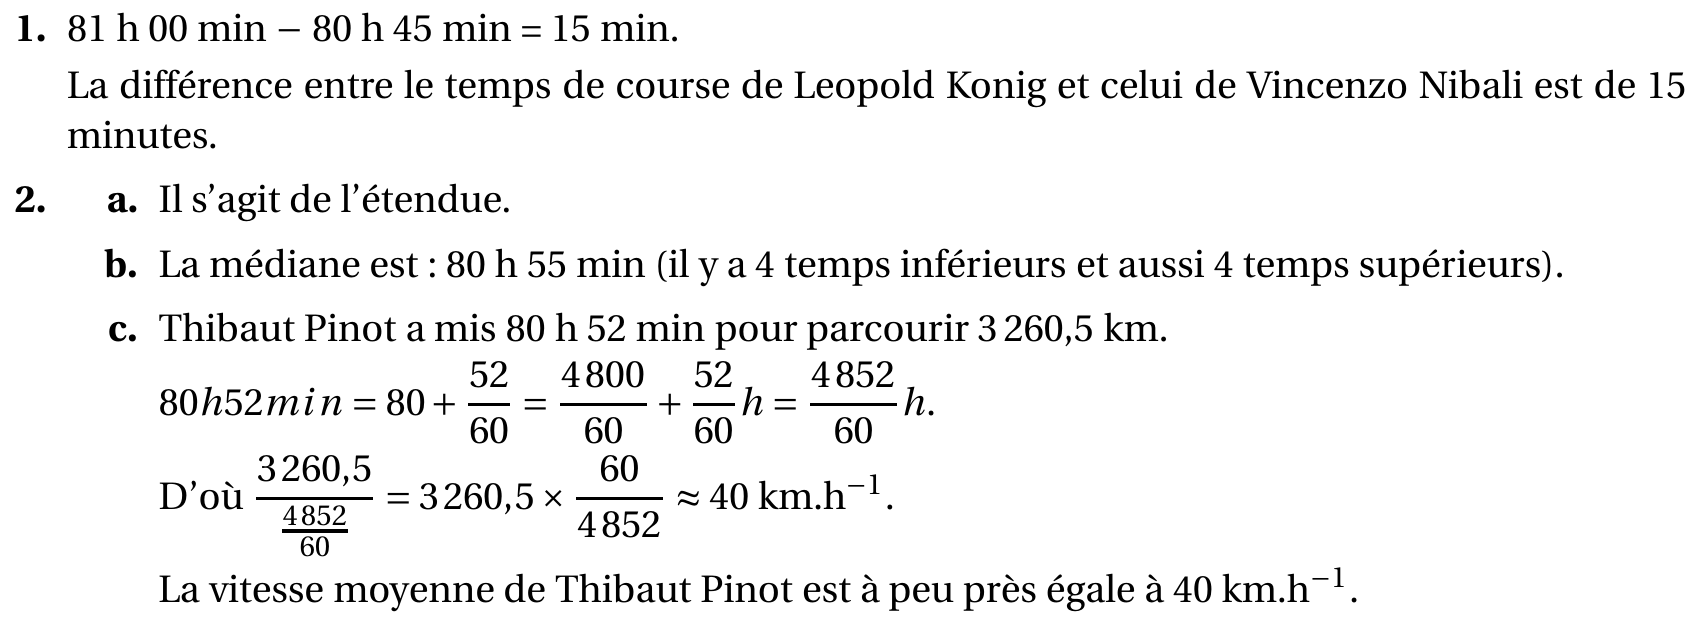 1. 81 h 00 min − 80 h 45 min = 15 min.
La différence entre le temps de course de Leopold Konig et celui de Vincenzo Nibali est de 15
minutes.
2. a. Il s'agit de l'étendue.
b. La médiane est : 80 h 55 min (il y a 4 temps inférieurs et aussi 4 temps supérieurs).
c. Thibaut Pinot a mis 80 h 52 min pour parcourir 3 260,5 km.
$80h52min = 80 + \frac{52}{60} = \frac{4\,800}{60} + \frac{52}{60}h = \frac{4\,852}{60}h.$
D'où $\frac{3\,260,5}{\frac{4\,852}{60}} = 3\,260,5 \times \frac{60}{4\,852} \approx 40$ km.h$^{-1}$.
La vitesse moyenne de Thibaut Pinot est à peu près égale à 40 km.h$^{-1}$.